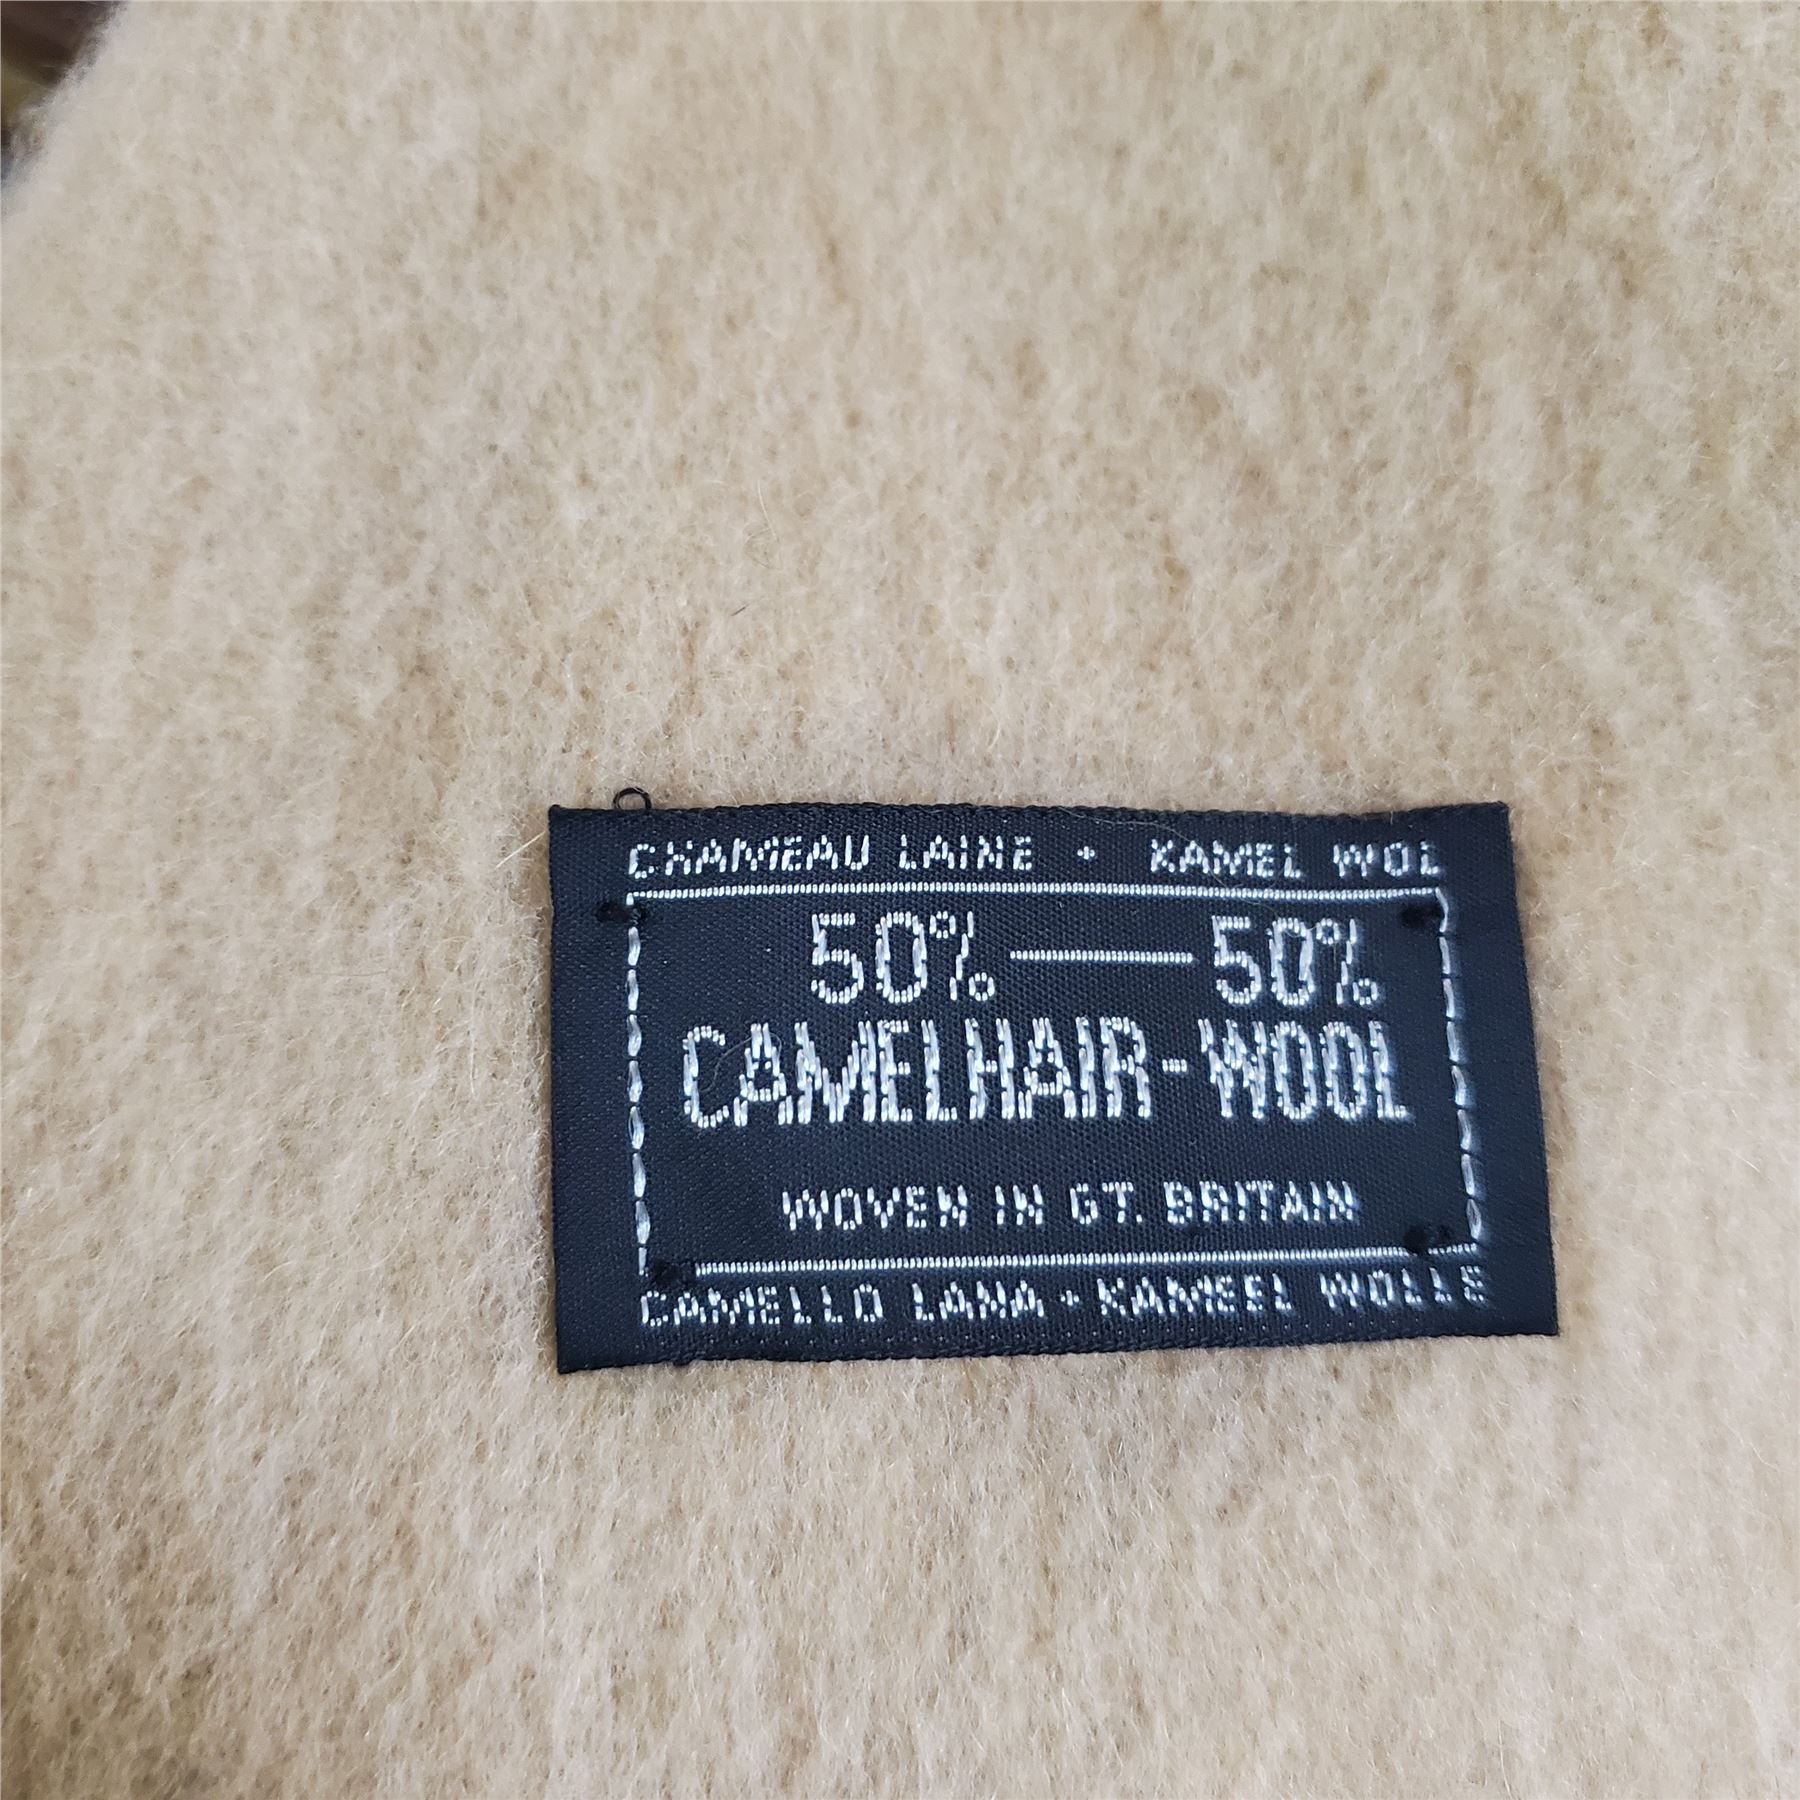 CHAMEAU LAINE + KAMEL WOL
50% — 50%
CAMELHAIR-WOOL
WOVEN IN GT. BRITAIN
CAMELLO LANA + KAMEEL WOLLE